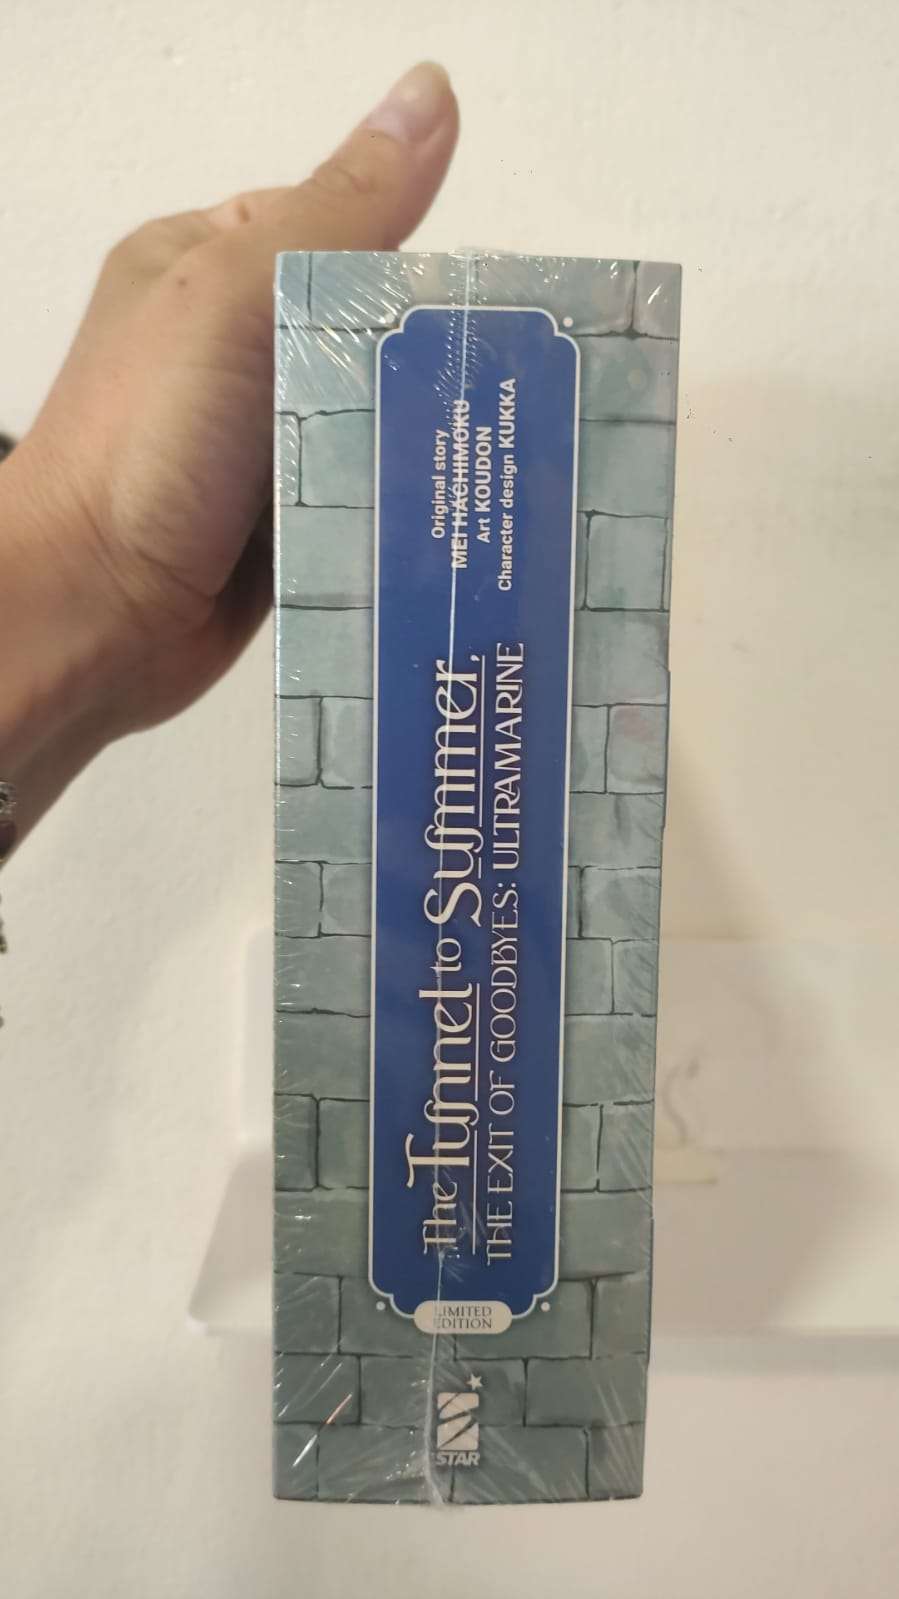 The Tunnel to Summer,
THE EXIT OF GOODBYES: ULTRAMARINE
Original story
MEI HACHIMOKU
Art KOUDON
Character design KUKKA
LIMITED
EDITION
STAR